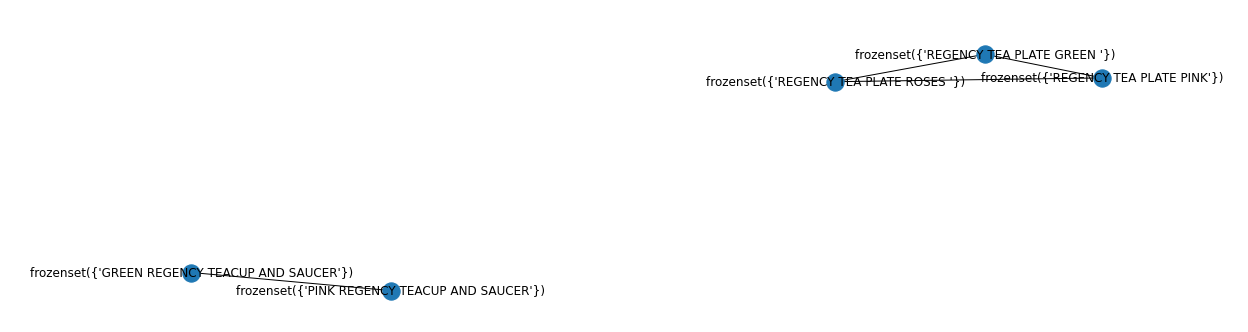 frozenset({'REGENCY TEA PLATE GREEN '})
frozenset({'REGENCY TEA PLATE ROSES '})
frozenset({'REGENCY TEA PLATE PINK'})
frozenset({'GREEN REGENCY TEACUP AND SAUCER'})
frozenset({'PINK REGENCY TEACUP AND SAUCER'})